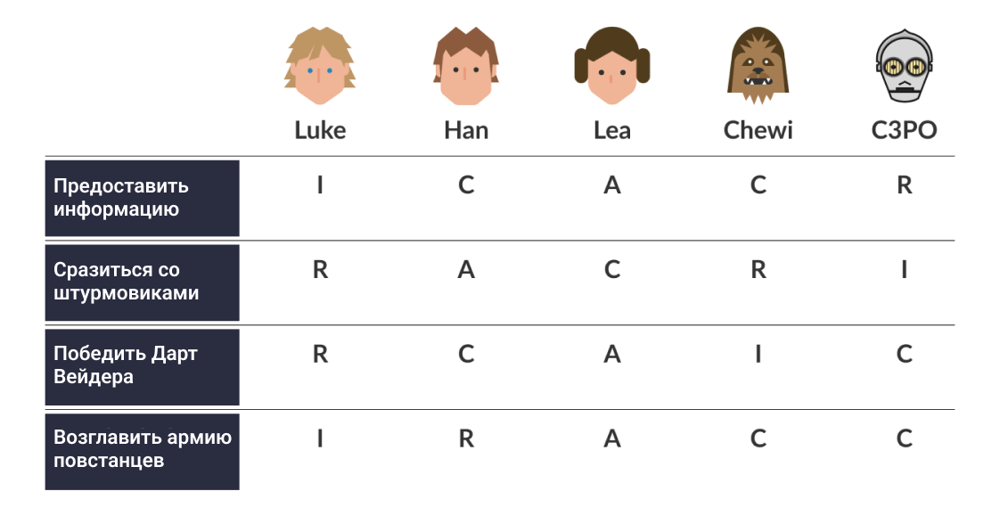 Luke Han Lea Chewi C3PO
Предоставить
информацию
I C A C R
Сразиться со
штурмовиками
R A C R I
Победить Дарт
Вейдера
R C A I C
Возглавить армию
повстанцев
I R A C C